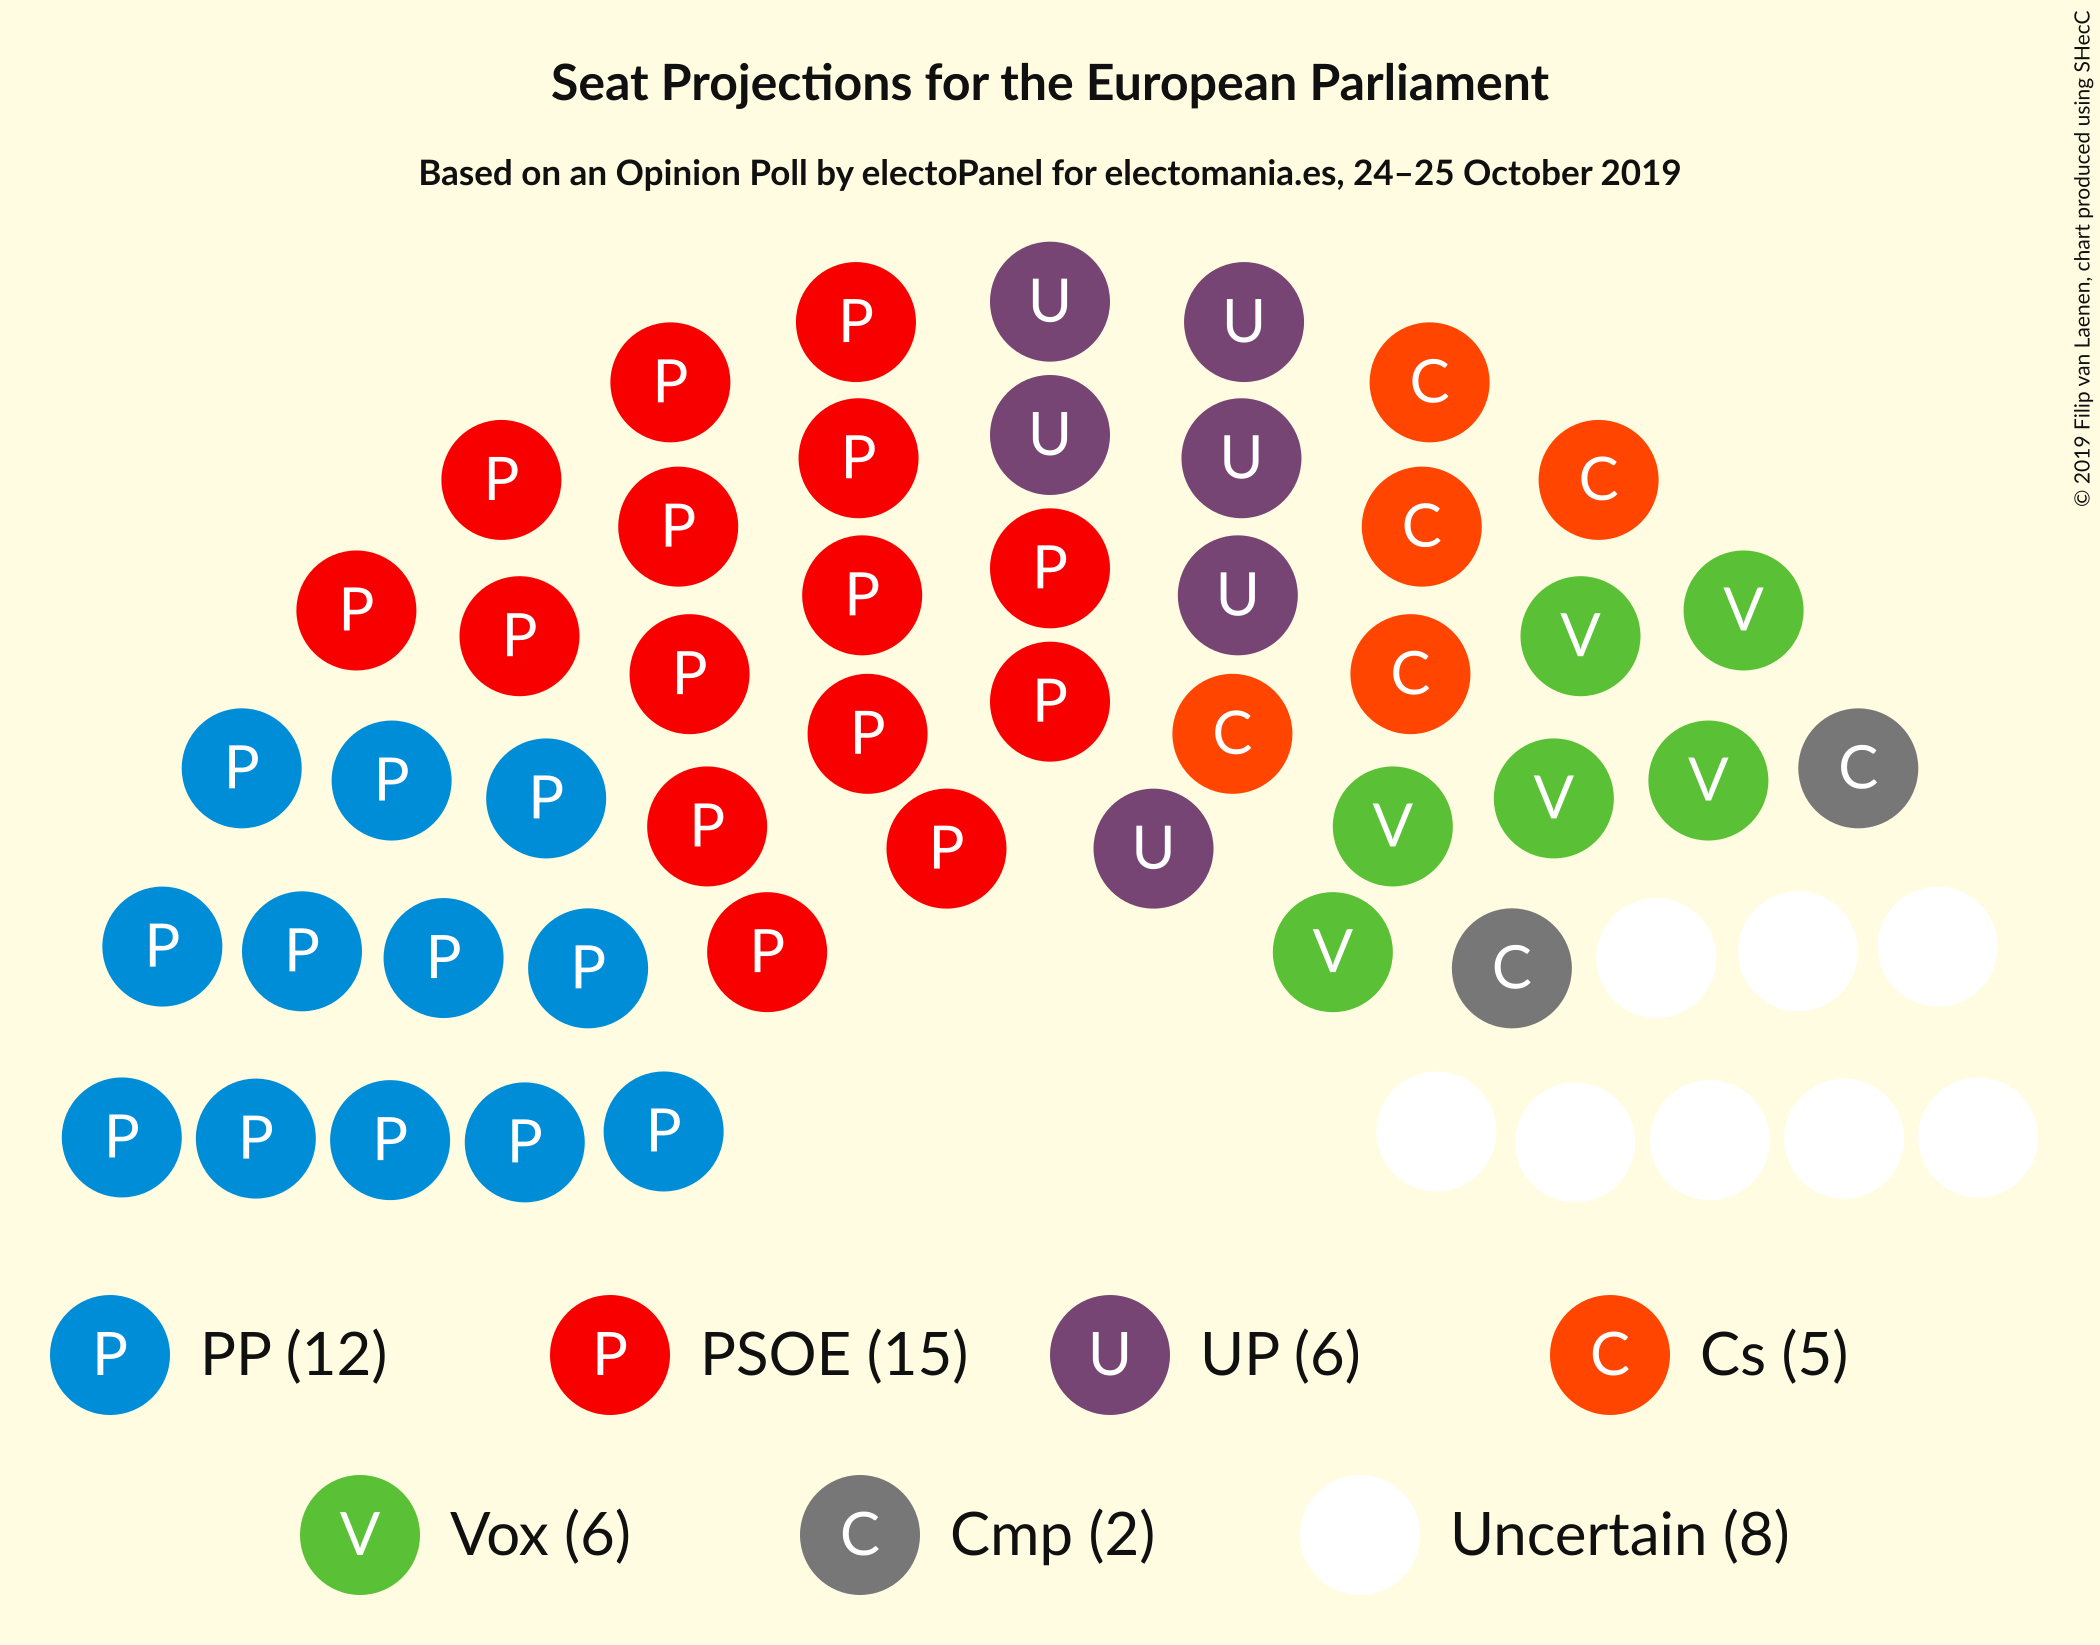 Seat Projections for the European Parliament
Based on an Opinion Poll by electoPanel for electomania.es, 24–25 October 2019
© 2019 Filip van Laenen, chart produced using SHecC
U
P U
P C
U
P U
P C
P C
P U
P P C
P V
P V
P C
P P C
P V
P V
P V
P V
P U
P P V
P P P P C
P P P P P
P PP (12) P PSOE (15) U UP (6) C Cs (5)
V Vox (6) C Cmp (2) Uncertain (8)